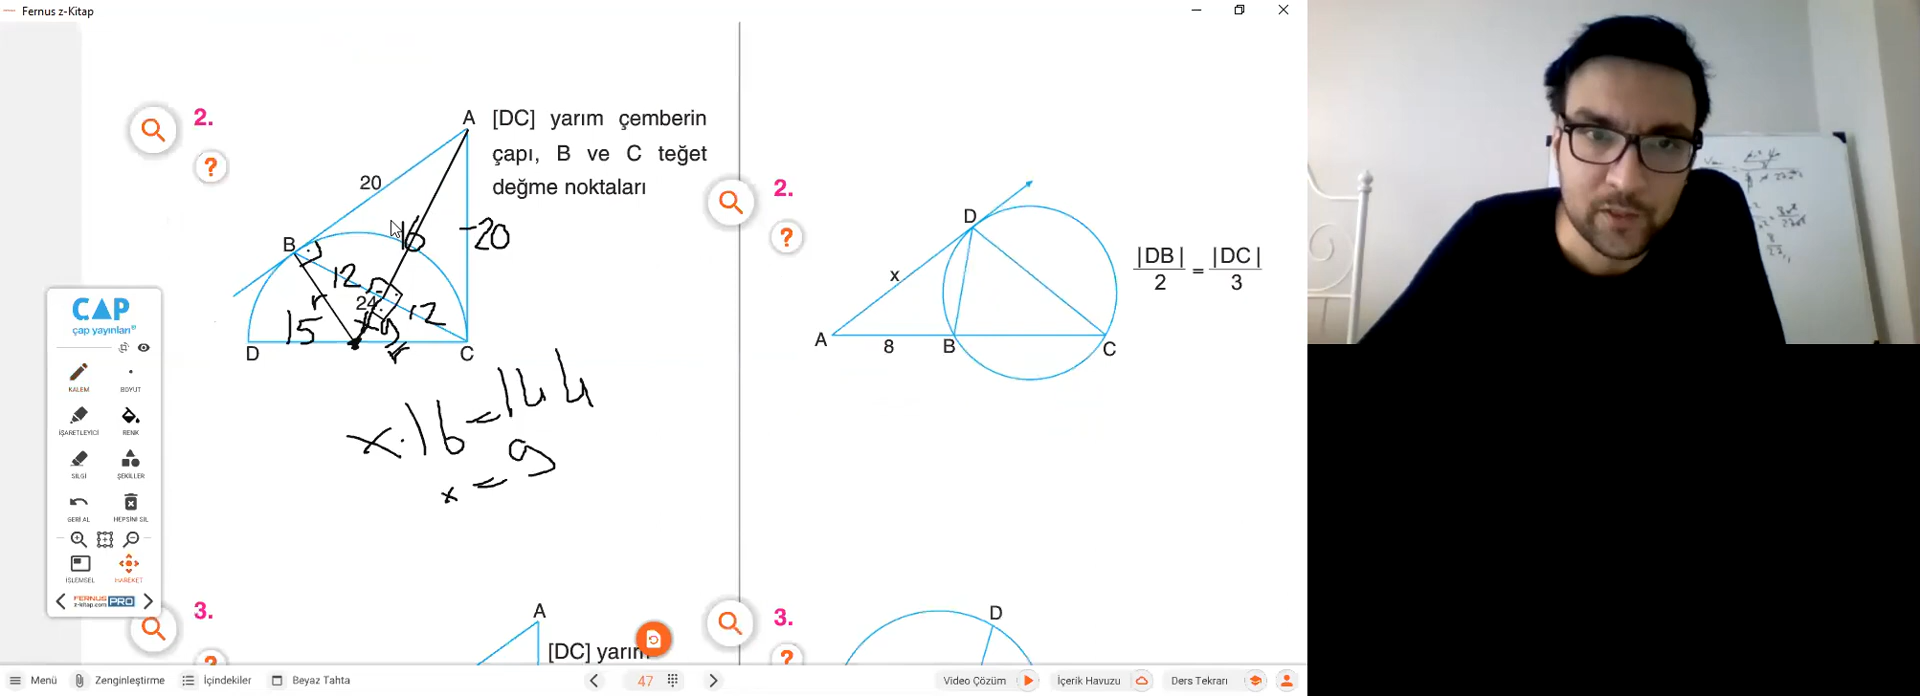 Fernus z-Kitap
2.
A
[DC] yarım çemberin
çapı, B ve C teğet
değme noktaları
20
B
16
20
12
24
12
r
15
x
9
r
D
C
x.16=144
x=9
2.
D
x
A
8
B
C
|DB|
2
=
|DC|
3
ÇAP
çap yayınları
KALEM
BOYUT
İŞARETLEYİCİ
RENK
SİLGİ
ŞEKİLLER
GERİ AL
HEPSİNİ SİL
İŞLEMSEL
HAREKET
FERNUS
z-kitap.com
PRO
3.
A
[DC] yarım
3.
D
Menü
Zenginleştirme
İçindekiler
Beyaz Tahta
47
Video Çözüm
İçerik Havuzu
Ders Tekrarı